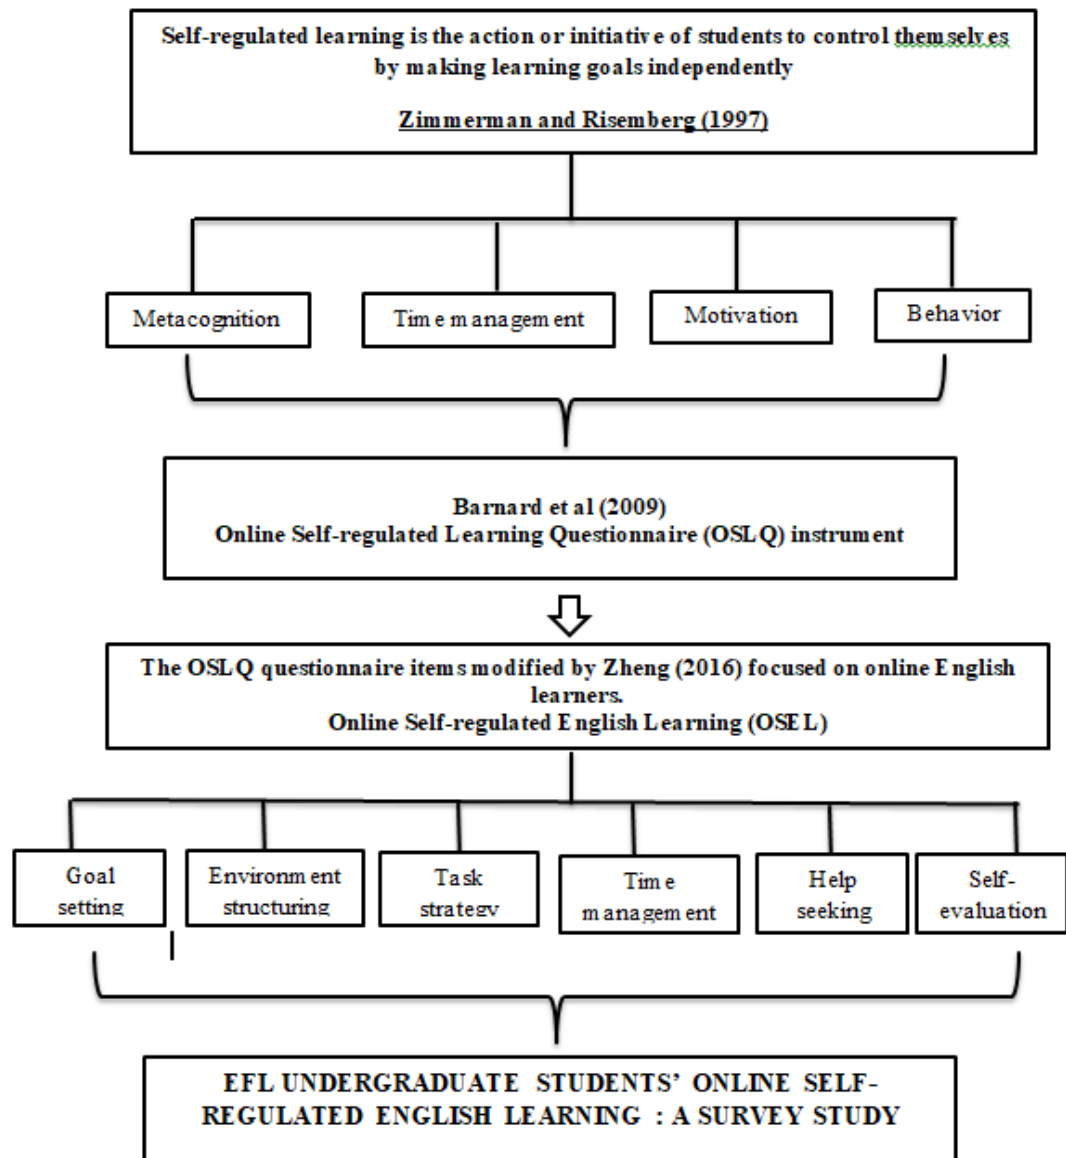 Self-regulated learning is the action or initiative of students to control themselves
by making learning goals independently
Zimmerman and Risemberg (1997)
Metacognition
Time management
Motivation
Behavior
Barnard et al (2009)
Online Self-regulated Learning Questionnaire (OSLQ) instrument
The OSLQ questionnaire items modified by Zheng (2016) focused on online English
learners.
Online Self-regulated English Learning (OSEL)
Goal
setting
Environment
structuring
Task
strategy
Time
management
Help
seeking
Self-
evaluation
EFL UNDERGRADUATE STUDENTS’ ONLINE SELF-
REGULATED ENGLISH LEARNING : A SURVEY STUDY